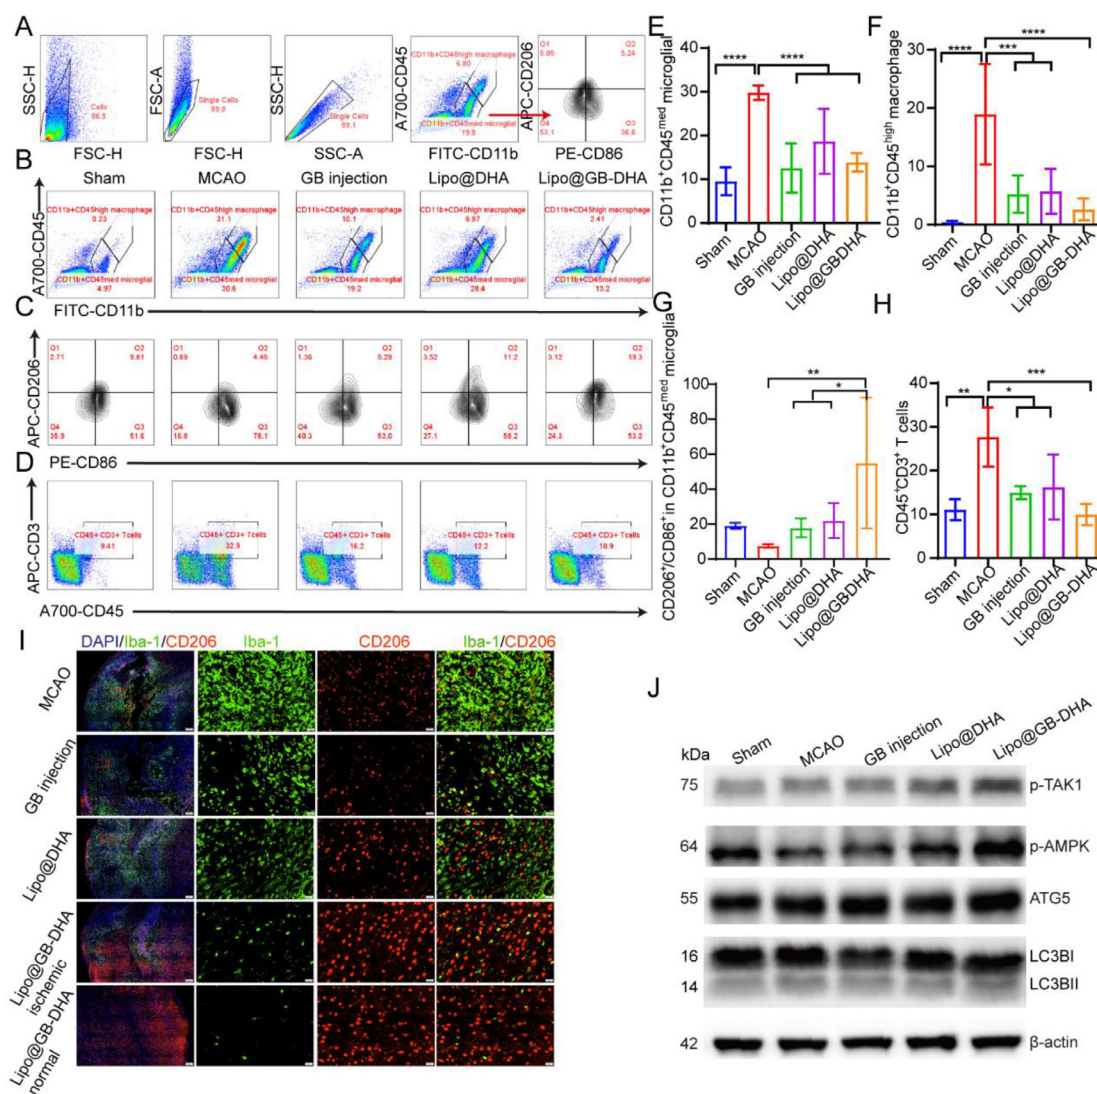 A
SSC-H
Cells
86.5
FSC-H
FSC-A
Single Cells
89.9
FSC-H
SSC-H
Single Cells
99.1
SSC-A
A700-CD45
CD11b+CD45high macrophage
6.80
CD11b+CD45med microglial
19.8
FITC-CD11b
APC-CD206
Q1
5.05
Q2
5.24
Q4
53.1
Q3
36.6
PE-CD86
B
Sham
MCAO
GB injection
Lipo@DHA
Lipo@GB-DHA
A700-CD45
CD11b+CD45high macrophage
0.23
CD11b+CD45med microglial
4.97
CD11b+CD45high macrophage
31.1
CD11b+CD45med microglial
30.6
CD11b+CD45high macrophage
10.1
CD11b+CD45med microglial
19.2
CD11b+CD45high macrophage
6.97
CD11b+CD45med microglial
28.4
CD11b+CD45high macrophage
2.41
CD11b+CD45med microglial
13.2
FITC-CD11b
C
APC-CD206
Q1
2.71
Q2
9.81
Q4
35.9
Q3
51.6
Q1
0.69
Q2
4.45
Q4
16.8
Q3
78.1
Q1
1.36
Q2
5.29
Q4
40.3
Q3
53.0
Q1
3.52
Q2
11.2
Q4
27.1
Q3
58.2
Q1
3.12
Q2
19.3
Q4
24.3
Q3
53.2
PE-CD86
D
APC-CD3
CD45+ CD3+ Tcells
9.41
CD45+ CD3+ Tcells
32.9
CD45+ CD3+ Tcells
16.2
CD45+ CD3+ Tcells
12.2
CD45+ CD3+ Tcells
10.9
A700-CD45
E
CD11b⁺CD45ᵐᵉᵈ microglial
40
30
20
10
0
****
****
Sham
MCAO
GB injection
Lipo@DHA
Lipo@GB-DHA
F
CD11b⁺CD45ʰⁱᵍʰ macrophage
30
20
10
0
****
***
****
Sham
MCAO
GB injection
Lipo@DHA
Lipo@GB-DHA
G
CD206⁺/CD86⁺ in CD11b⁺CD45ᵐᵉᵈ microglia
100
80
60
40
20
0
**
*
Sham
MCAO
GB injection
Lipo@DHA
Lipo@GB-DHA
H
CD45⁺CD3⁺ T cells
40
30
20
10
0
**
*
***
Sham
MCAO
GB injection
Lipo@DHA
Lipo@GB-DHA
I
DAPI/Iba-1/CD206
Iba-1
CD206
Iba-1/CD206
MCAO
GB injection
Lipo@DHA
Lipo@GB-DHA
ischemic
Lipo@GB-DHA
normal
J
kDa
Sham
MCAO
GB injection
Lipo@DHA
Lipo@GB-DHA
75
p-TAK1
64
p-AMPK
55
ATG5
16
LC3BI
14
LC3BII
42
β-actin